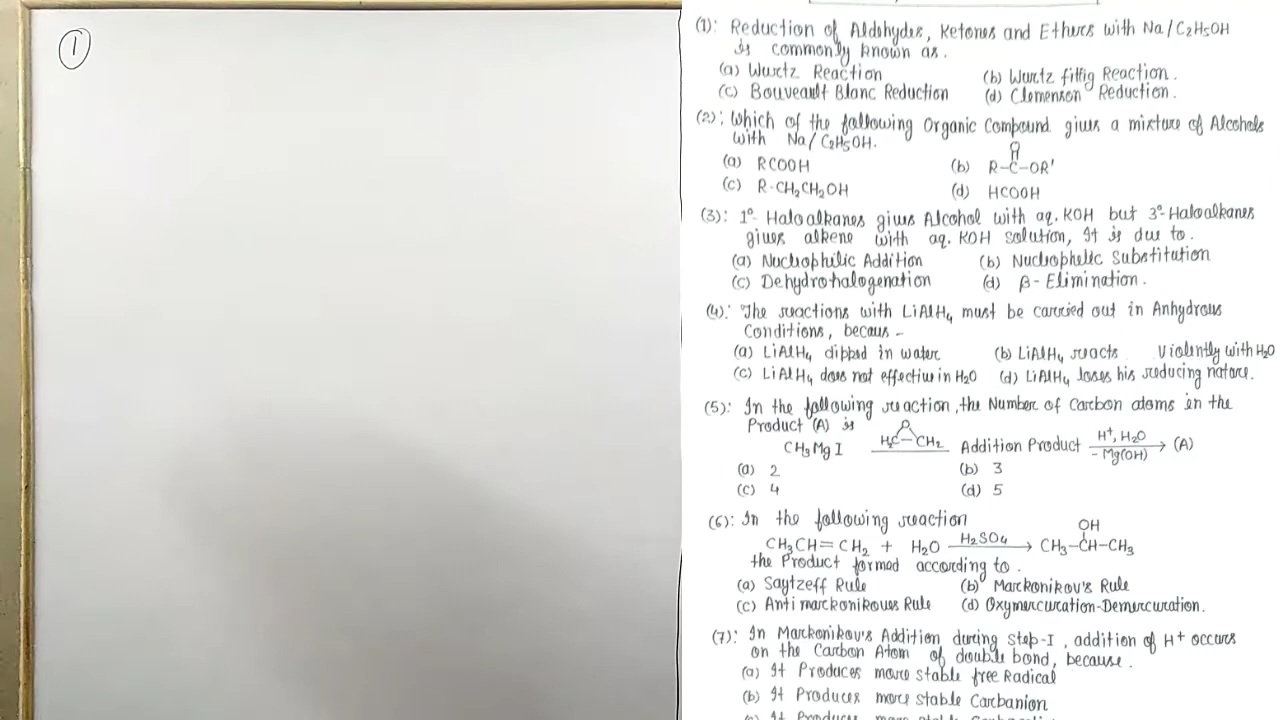 1
(1): Reduction of Aldehydes, Ketones and Ethers with Na/C₂H₅OH
is commonly known as.
(a) Wurtz Reaction (b) Wurtz fittig Reaction.
(c) Bouveault Blanc Reduction (d) Clemenson Reduction.
(2): Which of the following Organic Compound gives a mixture of Alcohols
with Na/C₂H₅OH.
(a) RCOOH (b) R-C(=O)-OR'
(c) R-CH₂CH₂OH (d) HCOOH
(3): 1°- Haloalkanes gives Alcohol with aq. KOH but 3°-Haloalkanes
gives alkene with aq. KOH solution, It is due to.
(a) Nucleophilic Addition (b) Nucleophelic Substitution
(c) Dehydrohalogenation (d) β- Elimination.
(4): The reactions with LiAlH₄ must be carried out in Anhydrous
Conditions, becaus -
(a) LiAlH₄ dipped in water (b) LiAlH₄ reacts Violently with H₂O
(c) LiAlH₄ does not effective in H₂O (d) LiAlH₄ loses his reducing nature.
(5): In the following reaction, the Number of Carbon atoms in the
Product (A) is
O
CH₃MgI H₂C-CH₂ Addition Product H⁺, H₂O → (A)
- Mg(OH)
(a) 2 (b) 3
(c) 4 (d) 5
(6): In the following reaction
OH
CH₃CH=CH₂ + H₂O H₂SO₄ → CH₃-CH-CH₃
the Product formed according to.
(a) Saytzeff Rule (b) Markonikov's Rule
(c) Anti markonikoves Rule (d) Oxymercuration-Demercuration.
(7): In Markonikov's Addition during step-I, addition of H⁺ occurs
on the Carbon Atom of double bond, because.
(a) It Produces more stable free Radical
(b) It Produces more stable Carbanion